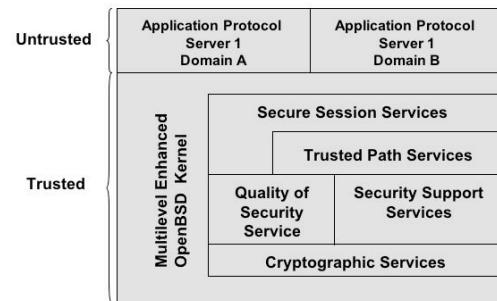 Untrusted
Application Protocol
Server 1
Domain A
Application Protocol
Server 1
Domain B
Trusted
Multilevel Enhanced
OpenBSD Kernel
Secure Session Services
Trusted Path Services
Quality of
Security
Service
Security Support
Services
Cryptographic Services